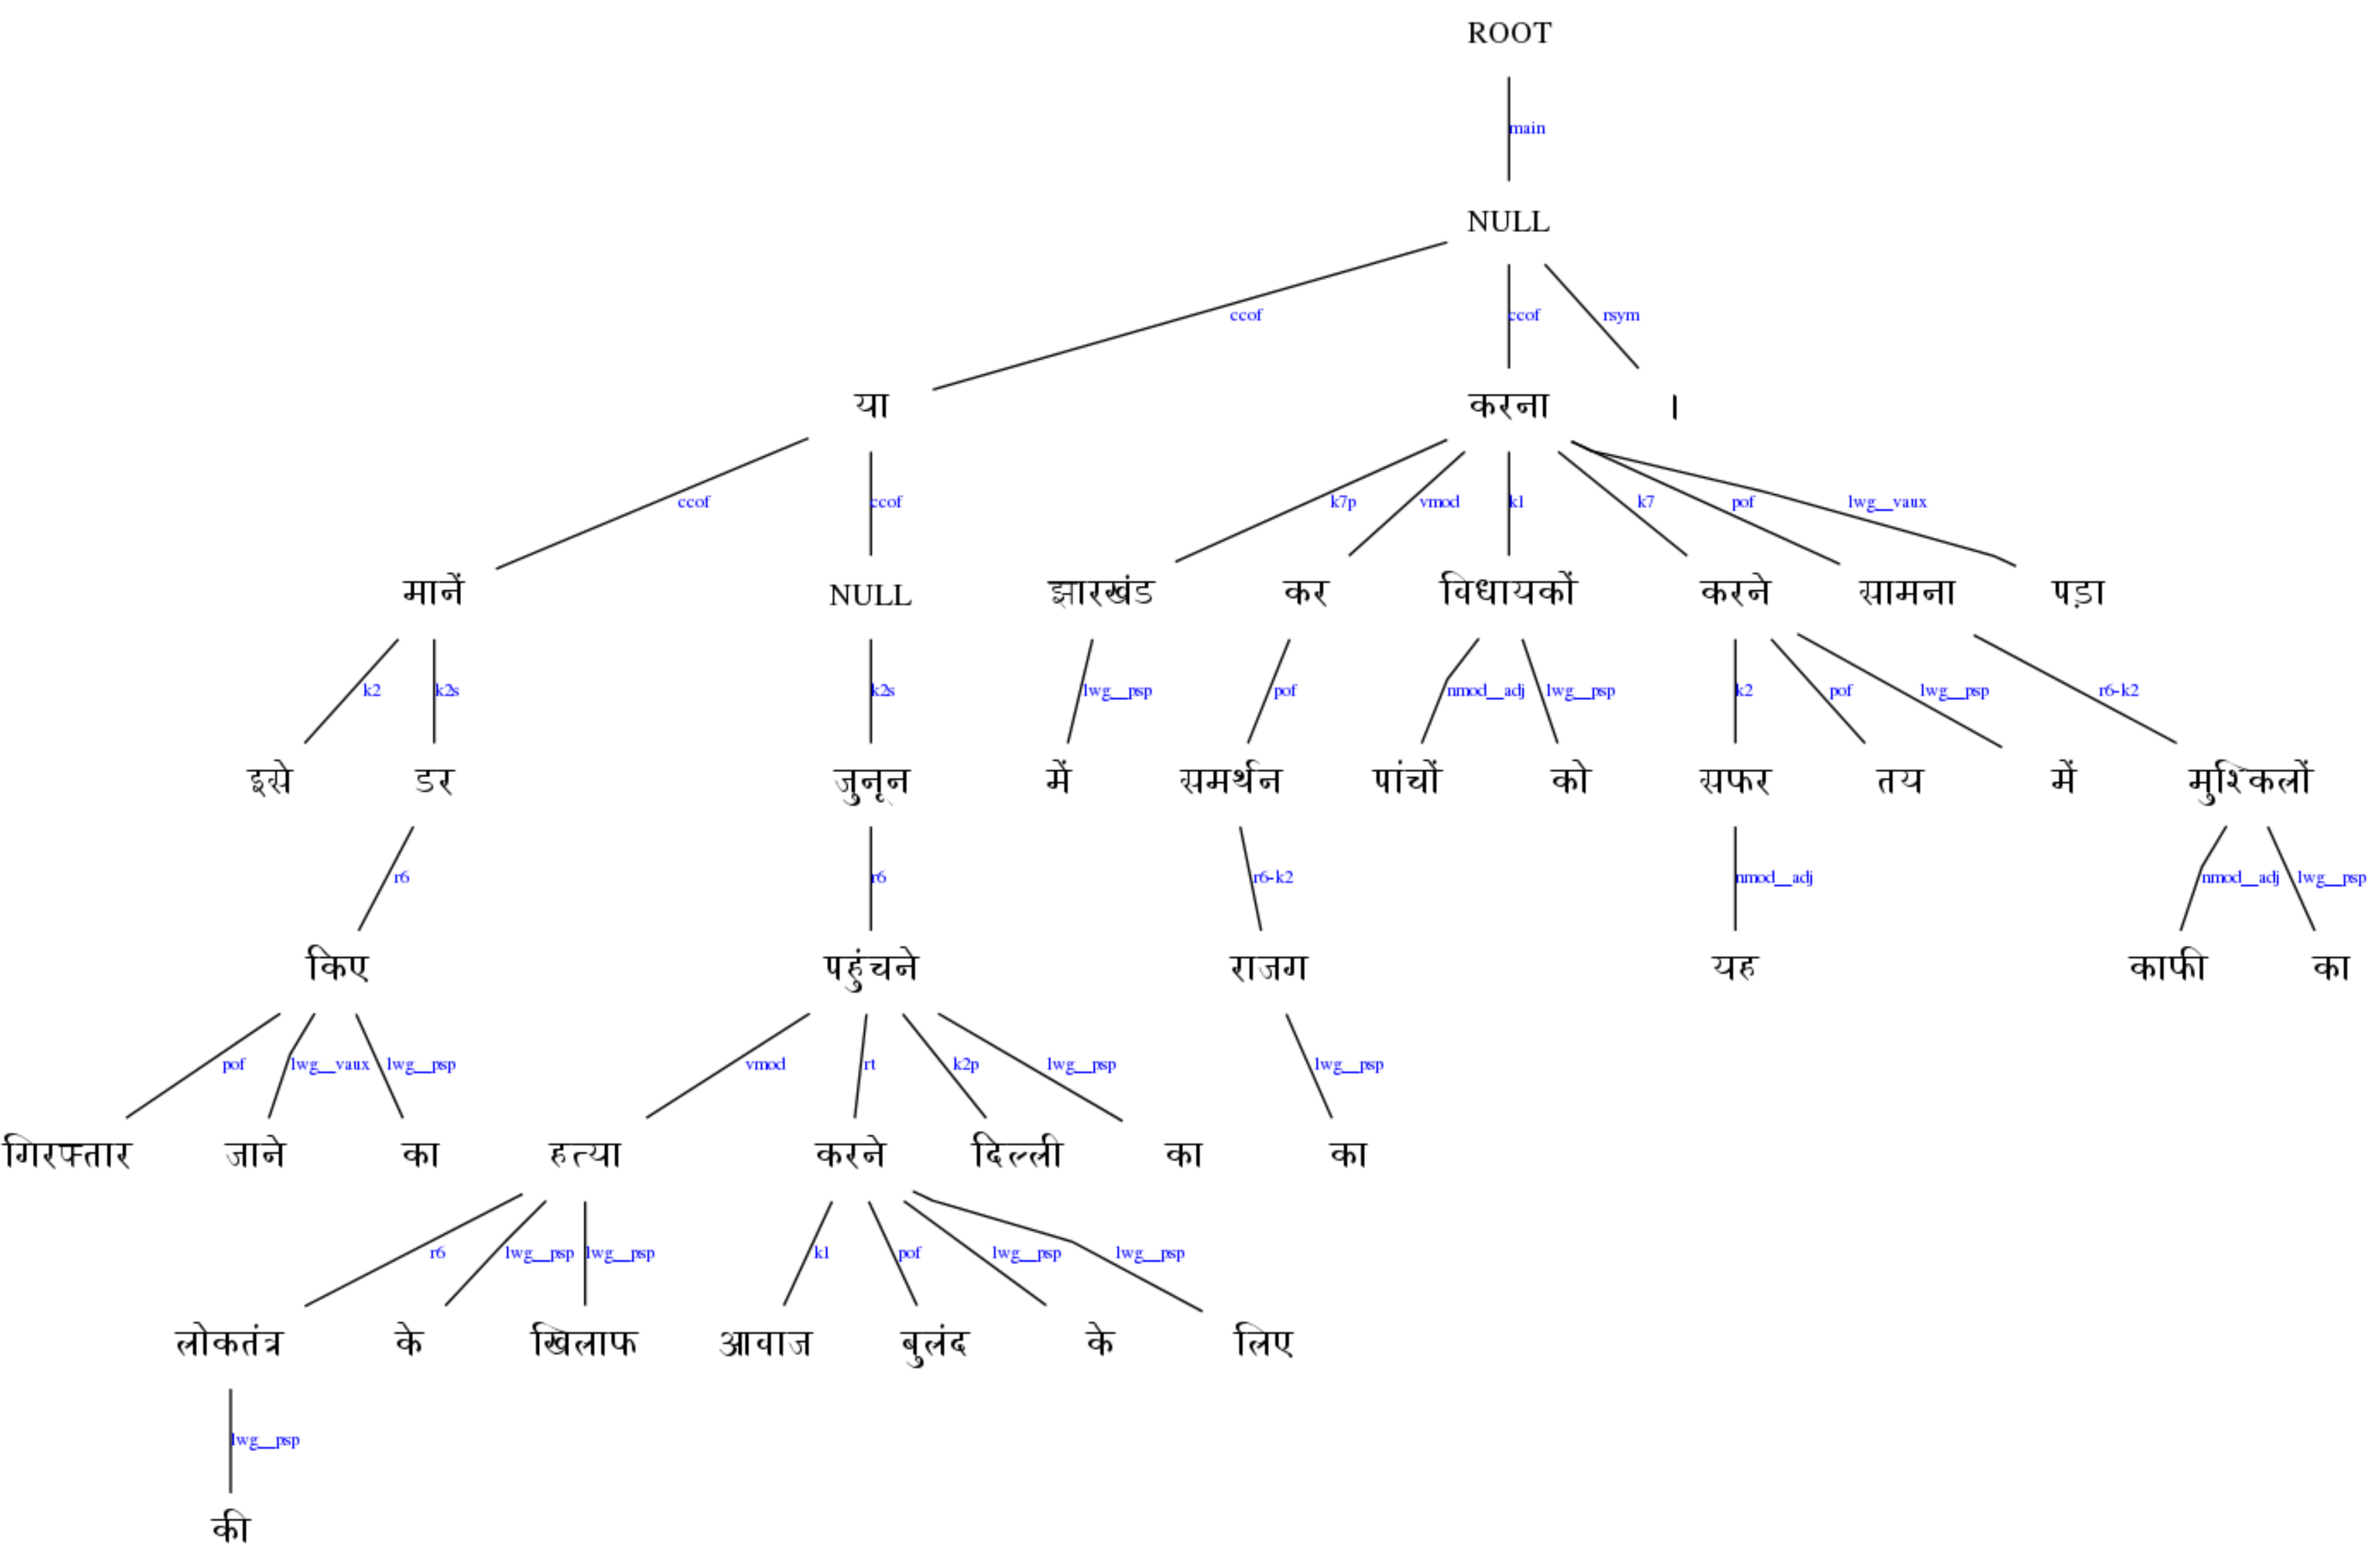 ROOT
main
NULL
ccof ccof rsym
या करना ।
ccof ccof k7p vmod k1 k7 pof lwg__vaux
मानें NULL झारखंड कर विधायकों करने सामना पड़ा
k2 k2s k2s lwg__psp pof nmod__adj lwg__psp k2 pof lwg__psp r6-k2
इसे डर जुनून में समर्थन पांचों को सफर तय में मुश्किलों
r6 r6 r6-k2 nmod__adj nmod__adj lwg__psp
किए पहुंचने राजग यह काफी का
pof lwg__vaux lwg__psp vmod rt k2p lwg__psp lwg__psp
गिरफ्तार जाने का हत्या करने दिल्ली का का
r6 lwg__psp lwg__psp k1 pof lwg__psp lwg__psp
लोकतंत्र के खिलाफ आवाज बुलंद के लिए
lwg__psp
की